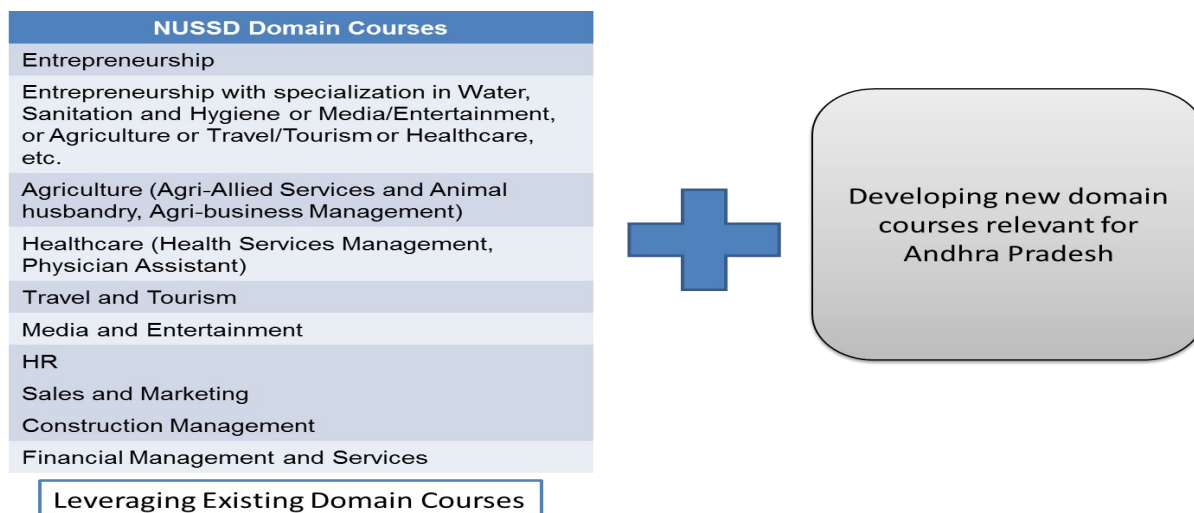 NUSSD Domain Courses
Entrepreneurship
Entrepreneurship with specialization in Water,
Sanitation and Hygiene or Media/Entertainment,
or Agriculture or Travel/Tourism or Healthcare,
etc.
Agriculture (Agri-Allied Services and Animal
husbandry, Agri-business Management)
Healthcare (Health Services Management,
Physician Assistant)
Travel and Tourism
Media and Entertainment
HR
Sales and Marketing
Construction Management
Financial Management and Services
Leveraging Existing Domain Courses
Developing new domain
courses relevant for
Andhra Pradesh